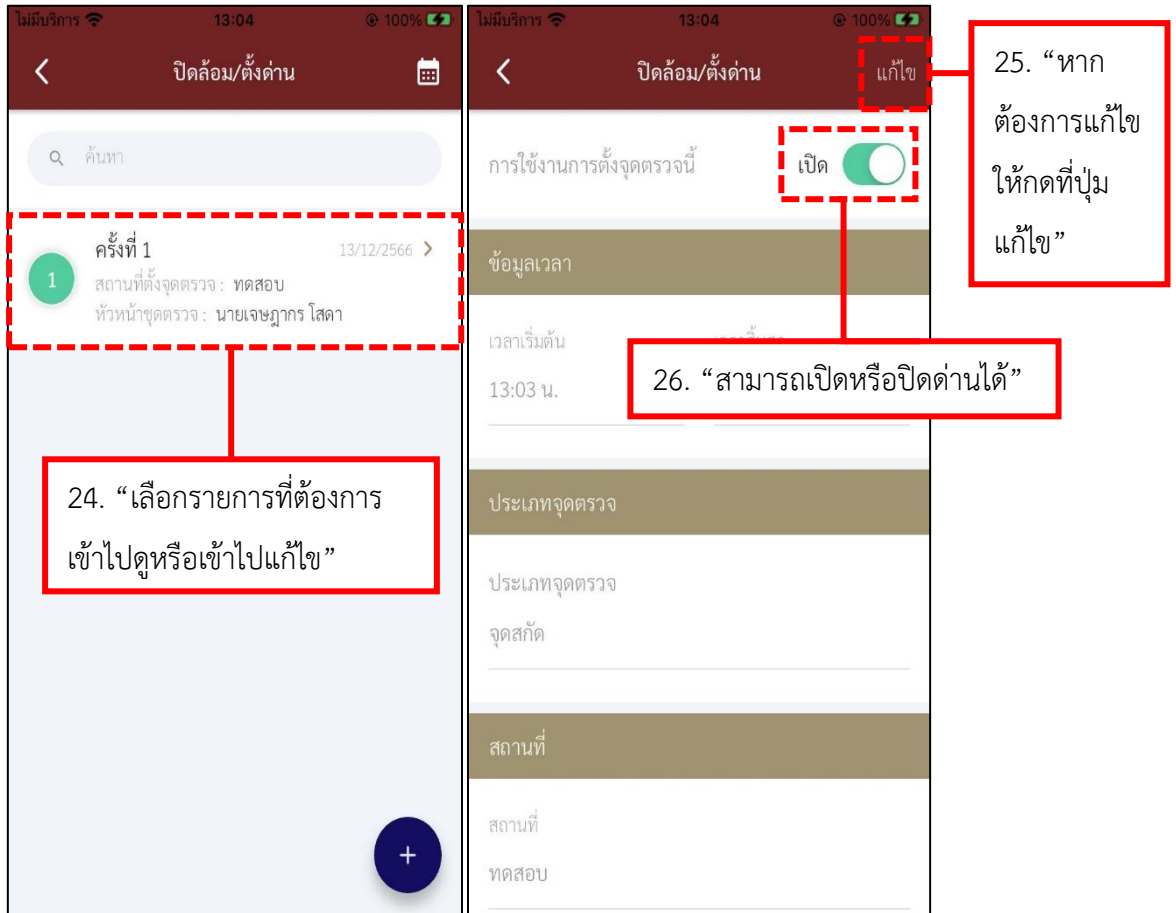 ไม่มีบริการ 13:04 100%
ปิดล้อม/ตั้งด่าน
ค้นหา
ครั้งที่ 1 13/12/2566
1
สถานที่ตั้งจุดตรวจ : ทดสอบ
หัวหน้าชุดตรวจ : นายเจษฎากร โสดา
24. “เลือกรายการที่ต้องการ
เข้าไปดูหรือเข้าไปแก้ไข”
+
ไม่มีบริการ 13:04 100%
ปิดล้อม/ตั้งด่าน แก้ไข
การใช้งานการตั้งจุดตรวจนี้ เปิด
ข้อมูลเวลา
เวลาเริ่มต้น
13:03 น.
ประเภทจุดตรวจ
ประเภทจุดตรวจ
จุดสกัด
สถานที่
สถานที่
ทดสอบ
25. “หาก
ต้องการแก้ไข
ให้กดที่ปุ่ม
แก้ไข”
26. “สามารถเปิดหรือปิดด่านได้”